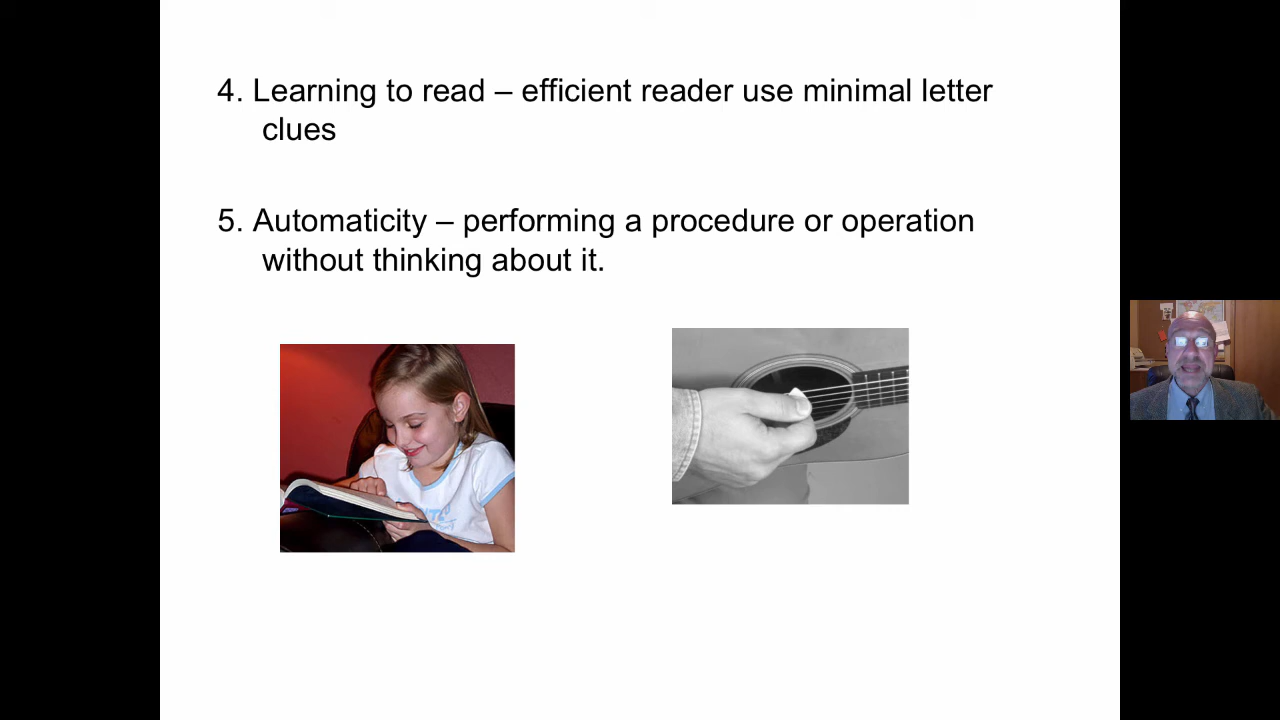 4. Learning to read – efficient reader use minimal letter
clues
5. Automaticity – performing a procedure or operation
without thinking about it.